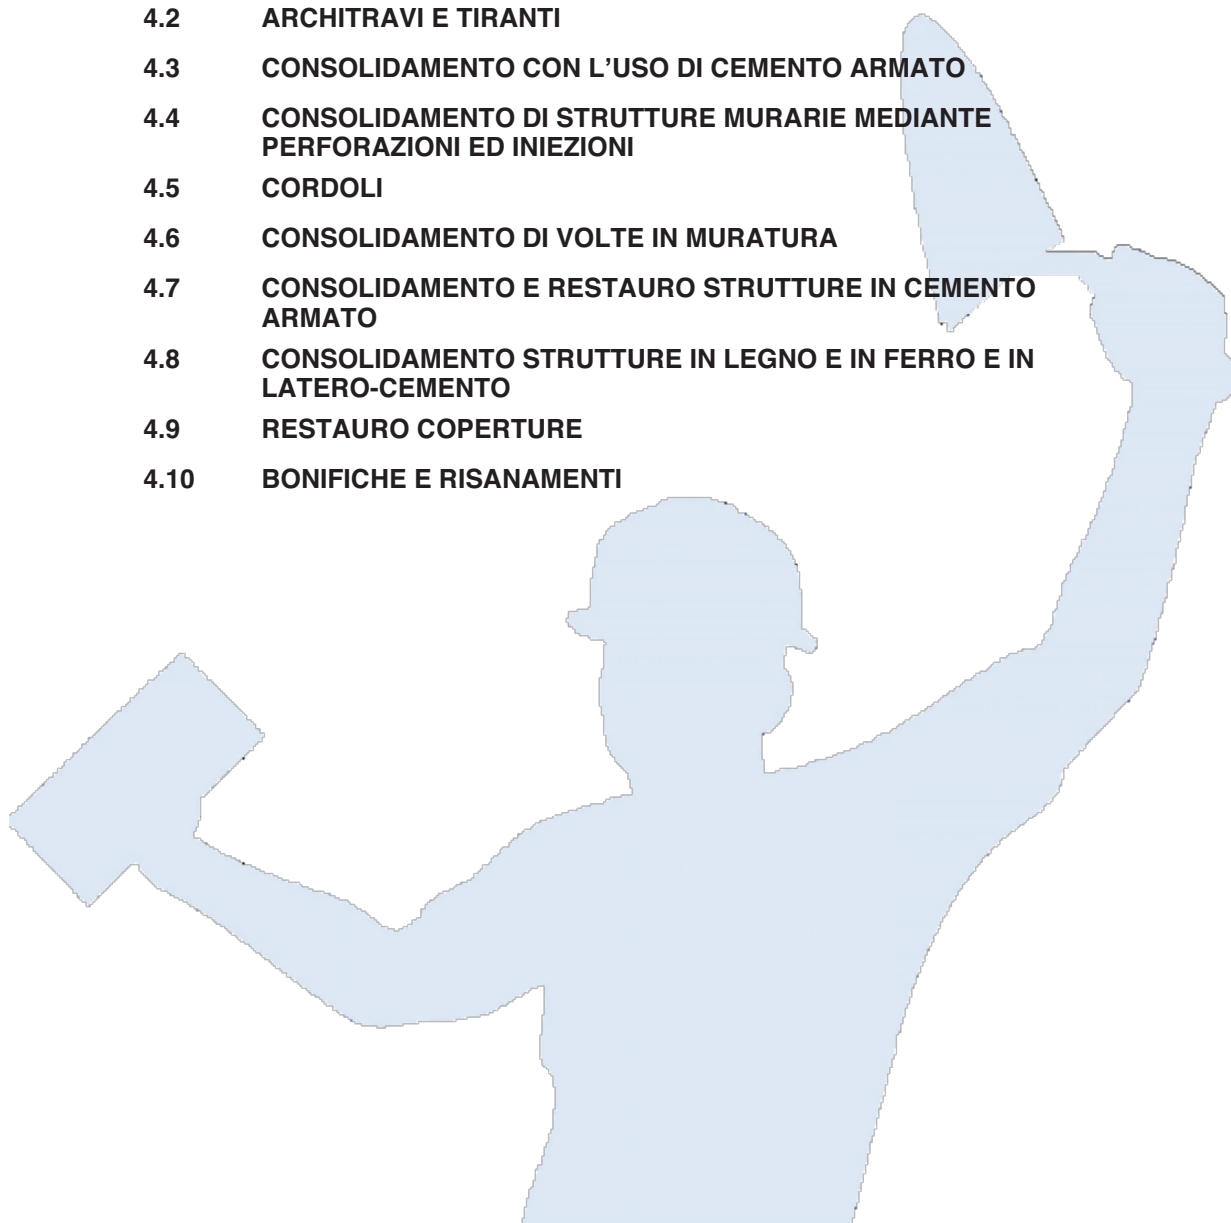 4.2 ARCHITRAVI E TIRANTI
4.3 CONSOLIDAMENTO CON L’USO DI CEMENTO ARMATO
4.4 CONSOLIDAMENTO DI STRUTTURE MURARIE MEDIANTE
PERFORAZIONI ED INIEZIONI
4.5 CORDOLI
4.6 CONSOLIDAMENTO DI VOLTE IN MURATURA
4.7 CONSOLIDAMENTO E RESTAURO STRUTTURE IN CEMENTO
ARMATO
4.8 CONSOLIDAMENTO STRUTTURE IN LEGNO E IN FERRO E IN
LATERO-CEMENTO
4.9 RESTAURO COPERTURE
4.10 BONIFICHE E RISANAMENTI